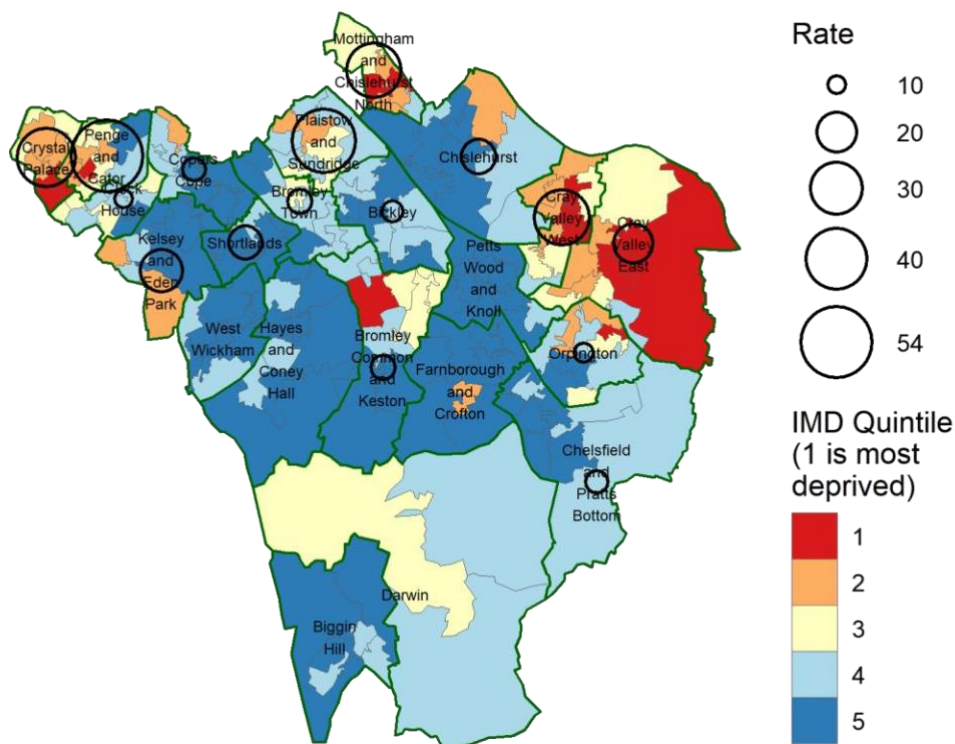 Mottingham
and
Chislehurst
North
Crystal
Palace
Penge
and
Cator
Clock
House
Copers
Cope
Plaistow
and
Sundridge
Bromley
Town
Bickley
Chislehurst
Cray
Valley
West
Cray
Valley
East
Kelsey
and
Eden
Park
Shortlands
Petts
Wood
and
Knoll
West
Wickham
Hayes
and
Coney
Hall
Bromley
Common
and
Keston
Farnborough
and
Crofton
Orpington
Chelsfield
and
Pratts
Bottom
Darwin
Biggin
Hill
Rate
10
20
30
40
54
IMD Quintile
(1 is most
deprived)
1
2
3
4
5